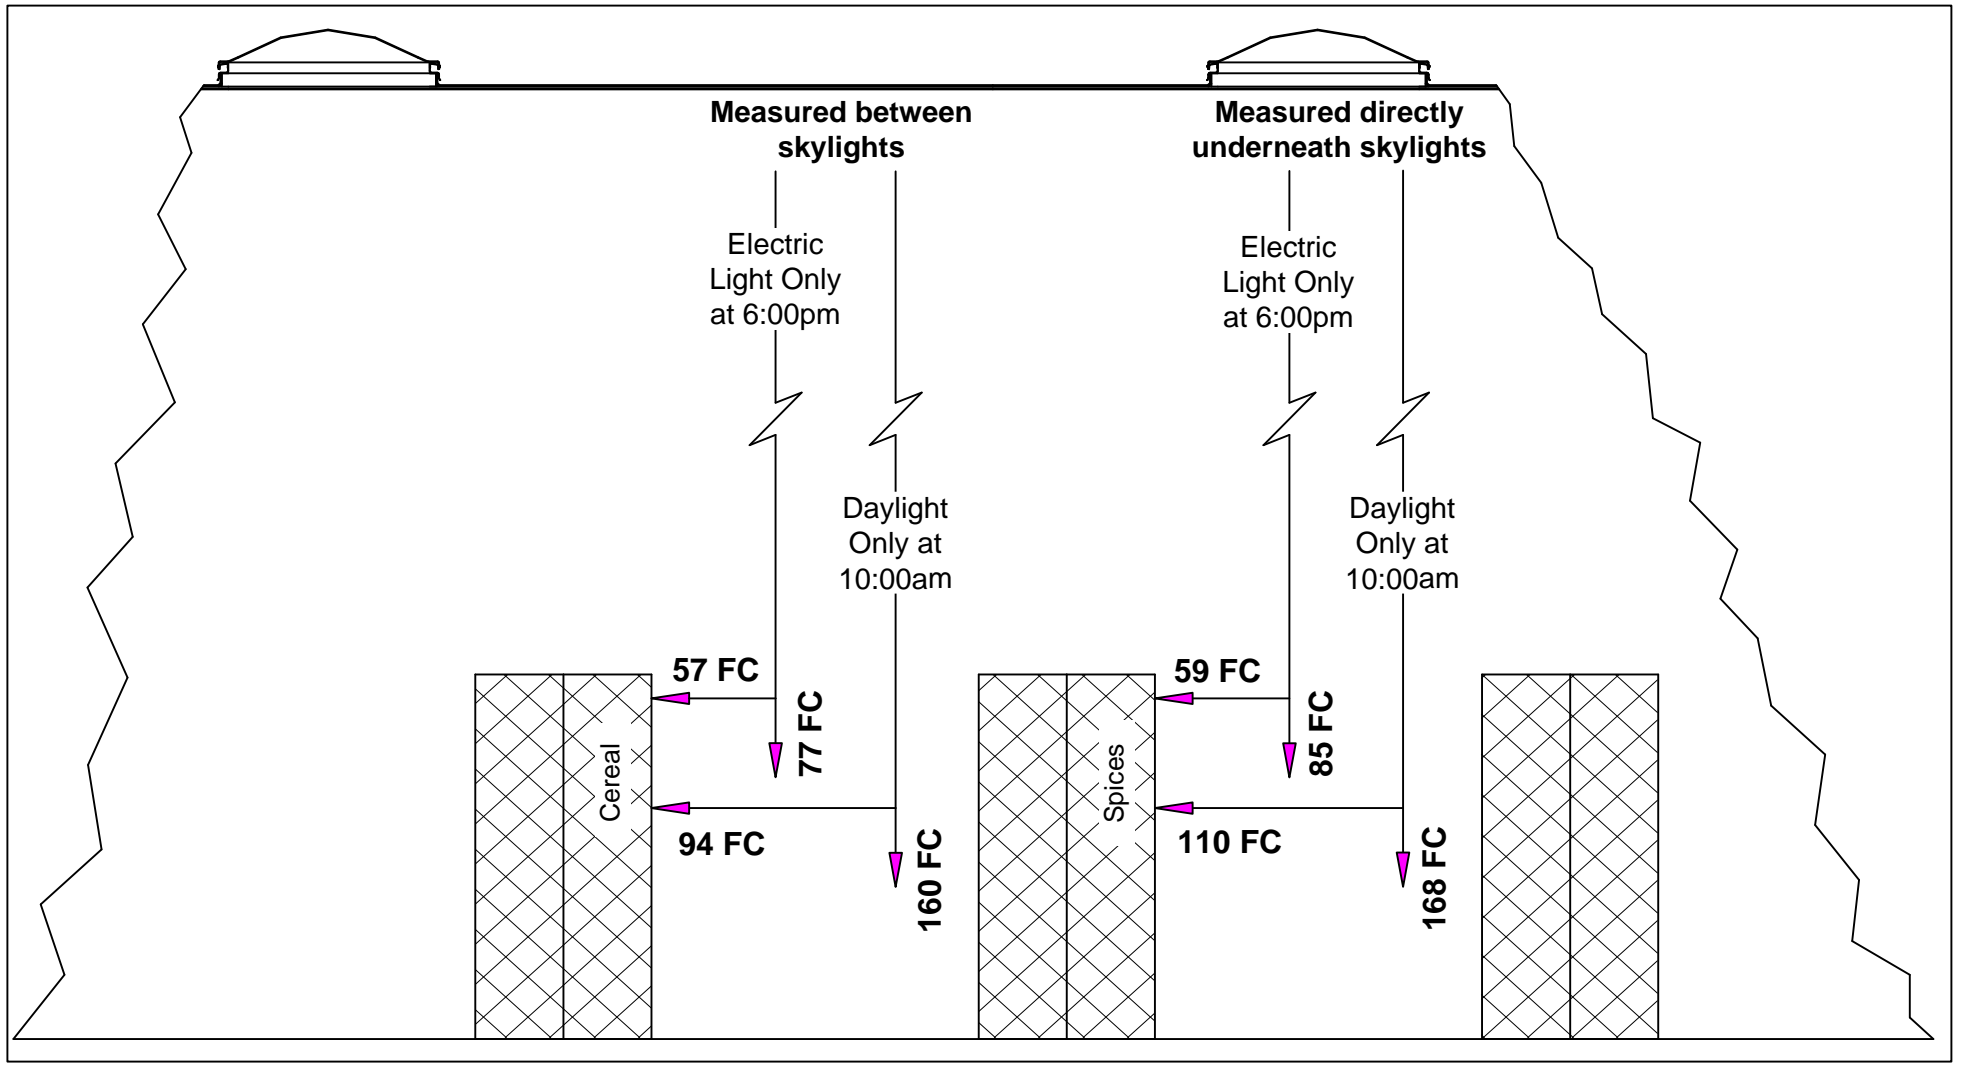 Measured between
skylights
Measured directly
underneath skylights
Electric
Light Only
at 6:00pm
Electric
Light Only
at 6:00pm
Daylight
Only at
10:00am
Daylight
Only at
10:00am
57 FC
77 FC
59 FC
85 FC
Cereal
94 FC
160 FC
Spices
110 FC
168 FC